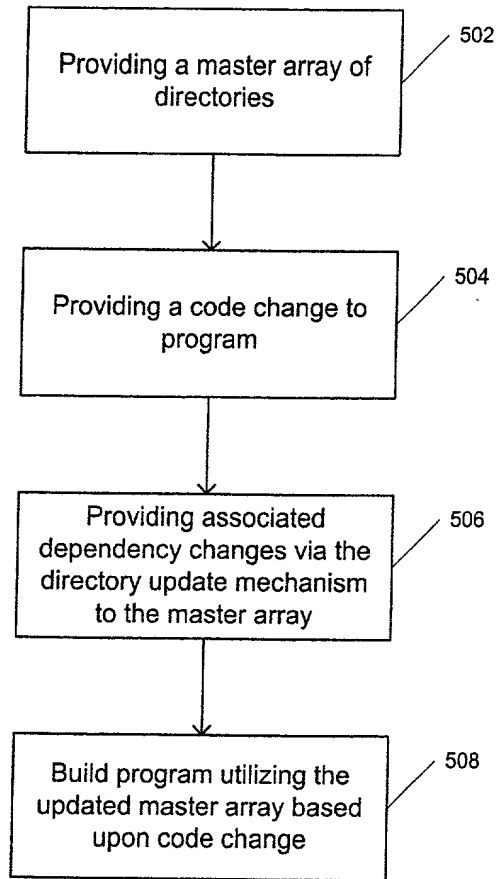 Providing a master array of
directories
502
Providing a code change to
program
504
Providing associated
dependency changes via the
directory update mechanism
to the master array
506
Build program utilizing the
updated master array based
upon code change
508